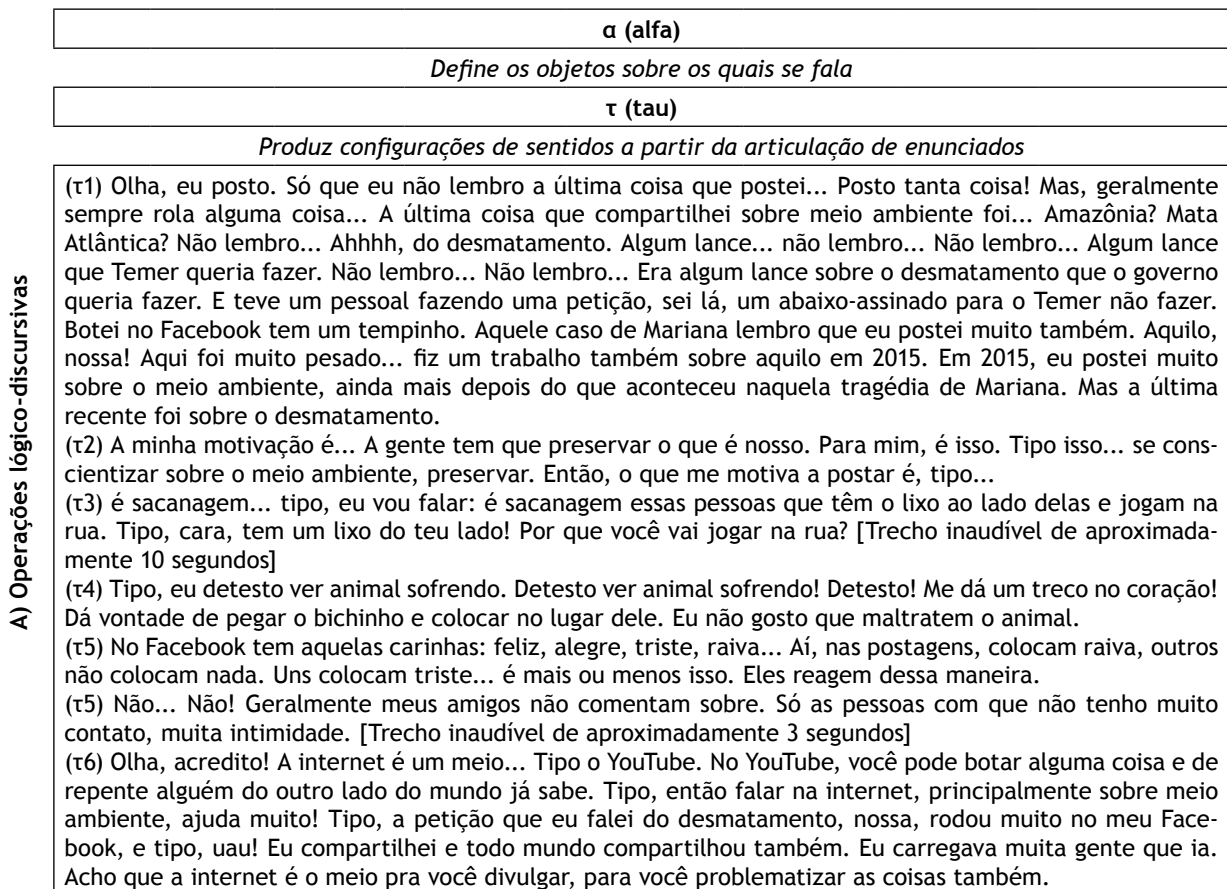 α (alfa)
Define os objetos sobre os quais se fala
τ (tau)
Produz configurações de sentidos a partir da articulação de enunciados
A) Operações lógico-discursivas
(τ1) Olha, eu posto. Só que eu não lembro a última coisa que postei... Posto tanta coisa! Mas, geralmente
sempre rola alguma coisa... A última coisa que compartilhei sobre meio ambiente foi... Amazônia? Mata
Atlântica? Não lembro... Ahhhh, do desmatamento. Algum lance... não lembro... Não lembro... Algum lance
que Temer queria fazer. Não lembro... Não lembro... Era algum lance sobre o desmatamento que o governo
queria fazer. E teve um pessoal fazendo uma petição, sei lá, um abaixo-assinado para o Temer não fazer.
Botei no Facebook tem um tempinho. Aquele caso de Mariana lembro que eu postei muito também. Aquilo,
nossa! Aqui foi muito pesado... fiz um trabalho também sobre aquilo em 2015. Em 2015, eu postei muito
sobre o meio ambiente, ainda mais depois do que aconteceu naquela tragédia de Mariana. Mas a última
recente foi sobre o desmatamento.
(τ2) A minha motivação é... A gente tem que preservar o que é nosso. Para mim, é isso. Tipo isso... se cons-
cientizar sobre o meio ambiente, preservar. Então, o que me motiva a postar é, tipo...
(τ3) é sacanagem... tipo, eu vou falar: é sacanagem essas pessoas que têm o lixo ao lado delas e jogam na
rua. Tipo, cara, tem um lixo do teu lado! Por que você vai jogar na rua? [Trecho inaudível de aproximada-
mente 10 segundos]
(τ4) Tipo, eu detesto ver animal sofrendo. Detesto ver animal sofrendo! Detesto! Me dá um treco no coração!
Dá vontade de pegar o bichinho e colocar no lugar dele. Eu não gosto que maltratem o animal.
(τ5) No Facebook tem aquelas carinhas: feliz, alegre, triste, raiva... Aí, nas postagens, colocam raiva, outros
não colocam nada. Uns colocam triste... é mais ou menos isso. Eles reagem dessa maneira.
(τ5) Não... Não! Geralmente meus amigos não comentam sobre. Só as pessoas com que não tenho muito
contato, muita intimidade. [Trecho inaudível de aproximadamente 3 segundos]
(τ6) Olha, acredito! A internet é um meio... Tipo o YouTube. No YouTube, você pode botar alguma coisa e de
repente alguém do outro lado do mundo já sabe. Tipo, então falar na internet, principalmente sobre meio
ambiente, ajuda muito! Tipo, a petição que eu falei do desmatamento, nossa, rodou muito no meu Face-
book, e tipo, uau! Eu compartilhei e todo mundo compartilhou também. Eu carregava muita gente que ia.
Acho que a internet é o meio pra você divulgar, para você problematizar as coisas também.